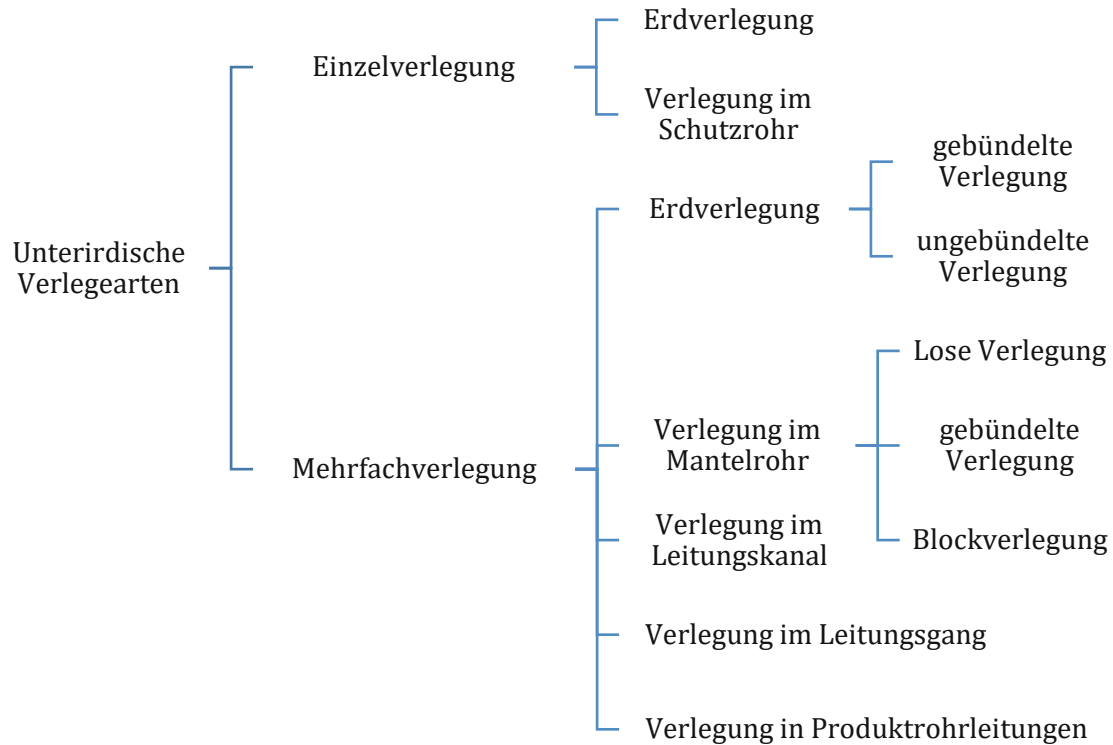 Unterirdische
Verlegearten
Einzelverlegung
Erdverlegung
Verlegung im
Schutzrohr
Mehrfachverlegung
Erdverlegung
gebündelte
Verlegung
ungebündelte
Verlegung
Verlegung im
Mantelrohr
Lose Verlegung
gebündelte
Verlegung
Blockverlegung
Verlegung im
Leitungskanal
Verlegung im Leitungsgang
Verlegung in Produktrohrleitungen